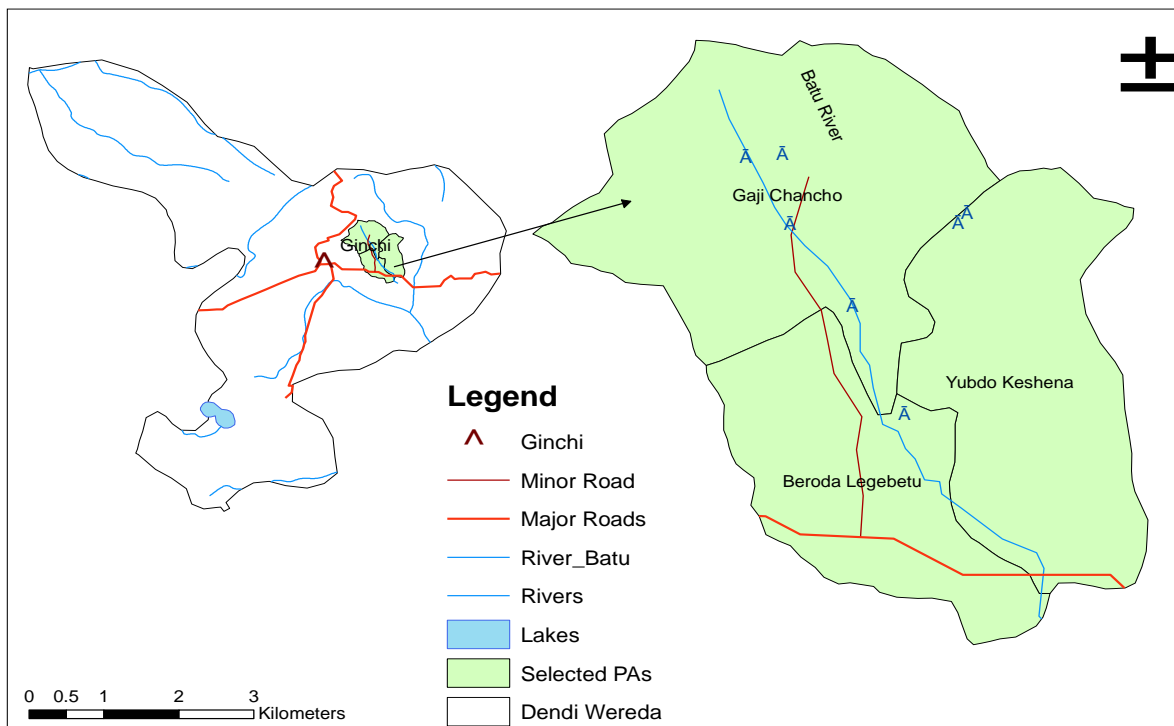 Batu River
Ā Ā
Gaji Chancho
Ā
Ā Ā
Ginchi
Ā
Yubdo Keshena
Ā
Beroda Legebetu
Legend
Ginchi
Minor Road
Major Roads
River_Batu
Rivers
Lakes
Selected PAs
Dendi Wereda
0 0.5 1 2 3
Kilometers